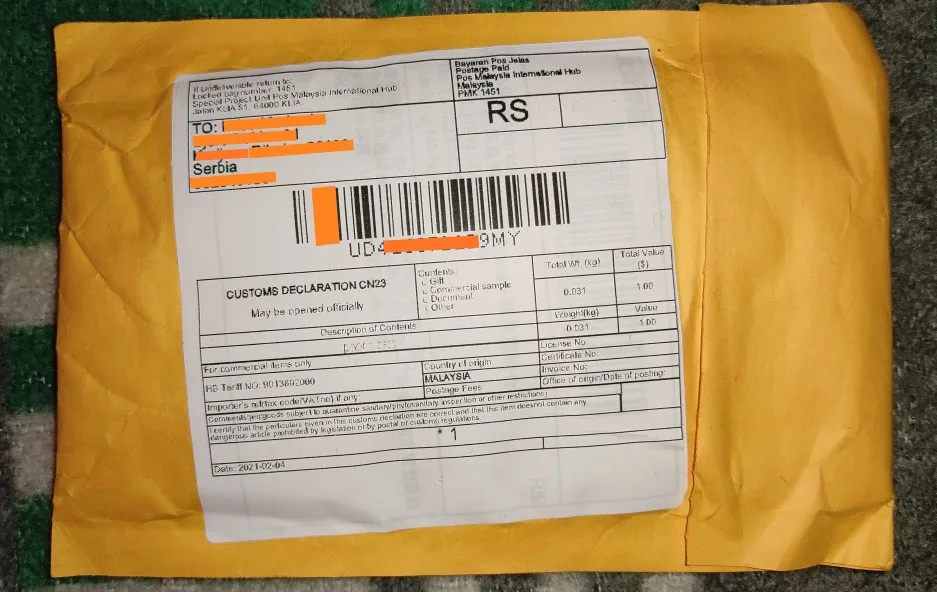 If Undeliverable return to:
Locked bag number: 1451
Special Project Unit Pos Malaysia International Hub
Jalan KLIA S1, 64000 KLIA
Bayaran Pos Jelas
Postage Paid
Pos Malaysia International Hub
Malaysia
PMK 1451
RS
TO:
Serbia
UD4 9MY
CUSTOMS DECLARATION CN23
May be opened officially
Contents:
Gift
Commercial sample
Document
Other
Total Wt. (kg)
Total Value ($)
0.031
1.00
Description of Contents
Weight(kg)
Value
0.031
1.00
For commercial items only
HS Tariff NO: 9013802000
Country of origin
MALAYSIA
Postage Fees:
License No:
Certificate No:
Invoice No:
Office of origin/Date of posting:
Importer's ref(tax code/VAT no) if any:
Comments(eg:goods subject to quarantine sanitary/phytosanitary inspection or other restrictions)
I certify that the particulars given in this customs declation are correct and that this item doesnot contain any
dangerous article prohibited by legislation or by postal or customs regulations
* 1
Date: 2021-02-04